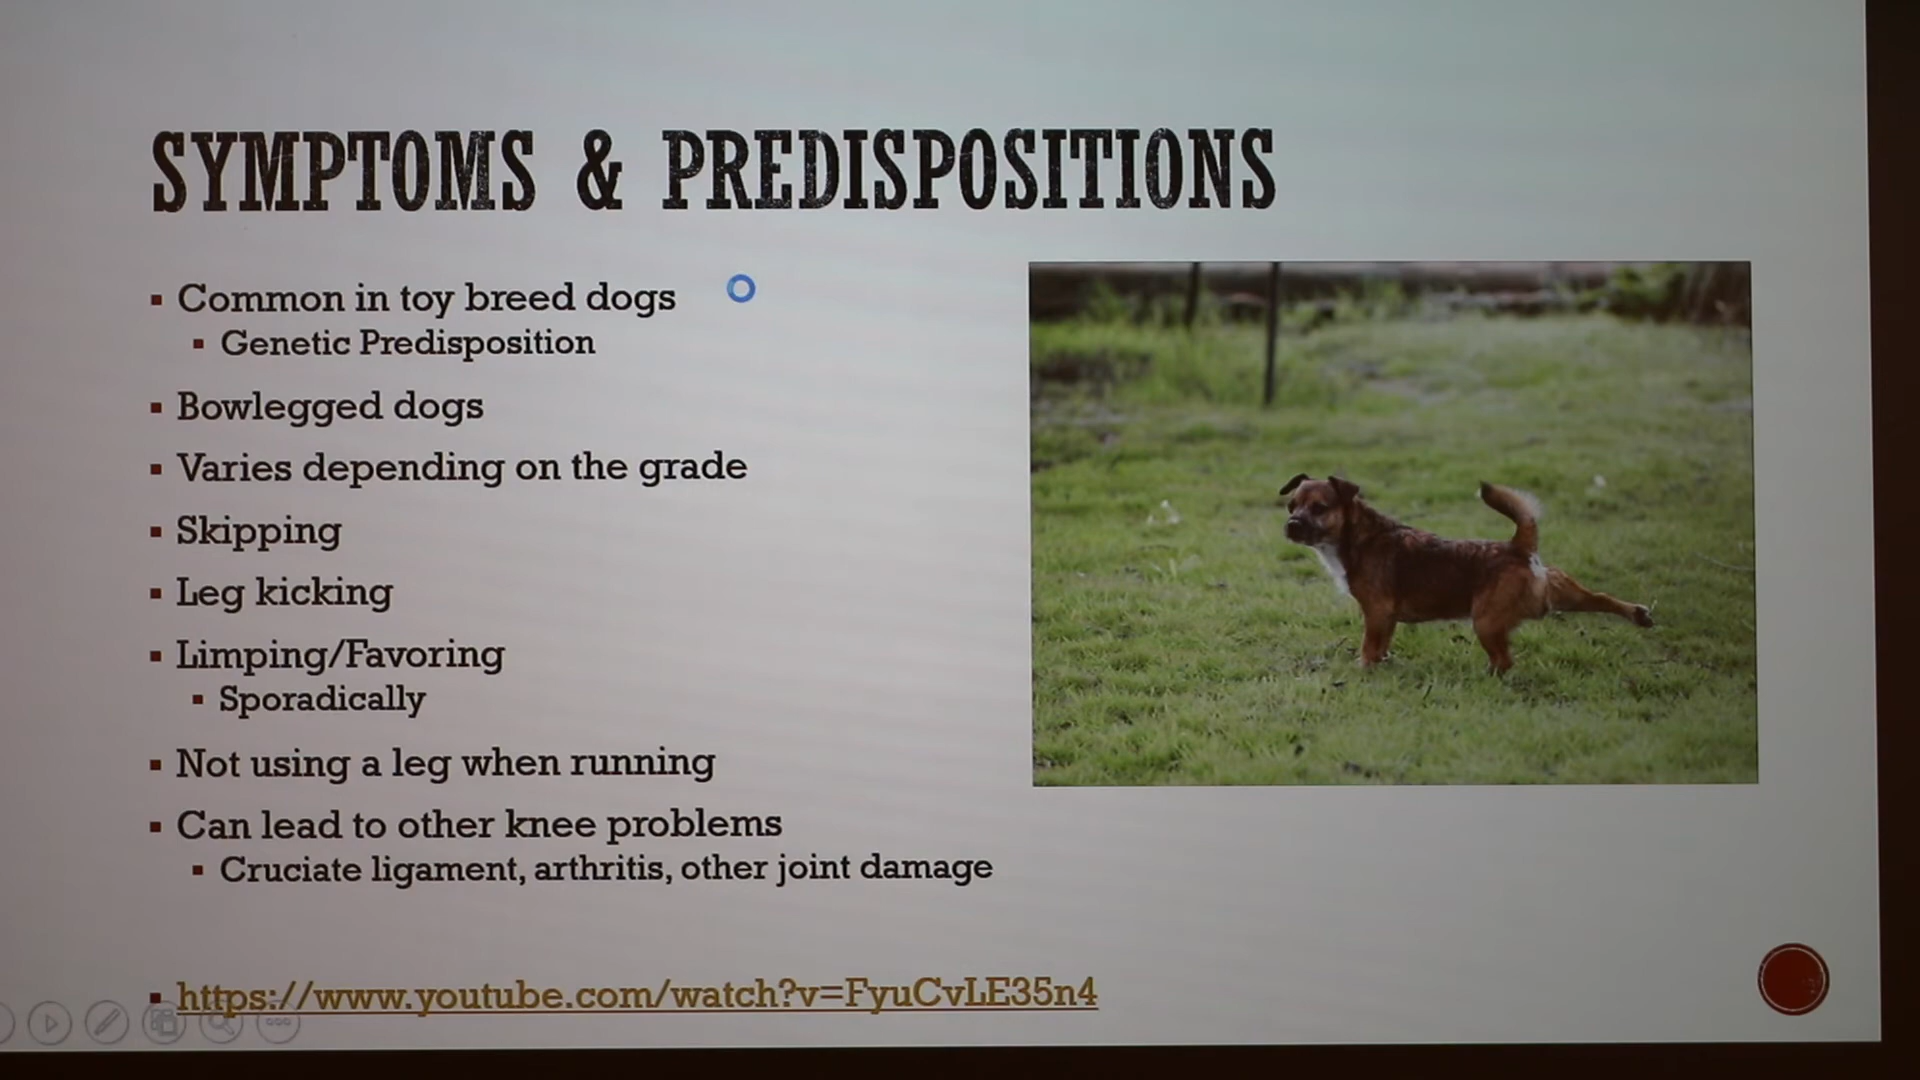 SYMPTOMS & PREDISPOSITIONS
Common in toy breed dogs
Genetic Predisposition
Bowlegged dogs
Varies depending on the grade
Skipping
Leg kicking
Limping/Favoring
Sporadically
Not using a leg when running
Can lead to other knee problems
Cruciate ligament, arthritis, other joint damage
https://www.youtube.com/watch?v=FyuCvLE35n4